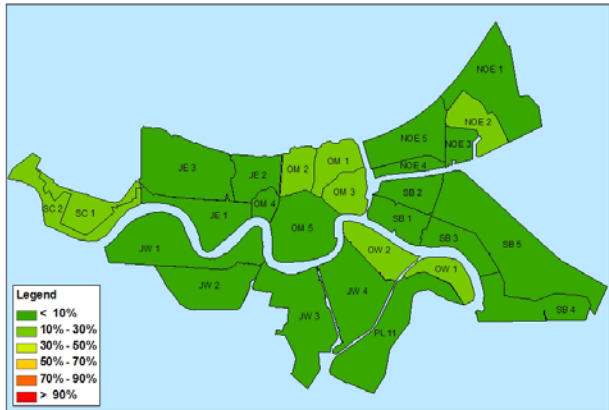 NOE 1
NOE 2
NOE 5
NOE 3
NOE 4
OM 1
OM 2
JE 3
JE 2
OM 3
SB 2
SC 2
SC 1
OM 4
JE 1
SB 1
OM 5
SB 3
SB 5
JW 1
OW 2
OW 1
JW 2
JW 4
SB 4
JW 3
PL 11
Legend
< 10%
10% - 30%
30% - 50%
50% - 70%
70% - 90%
> 90%